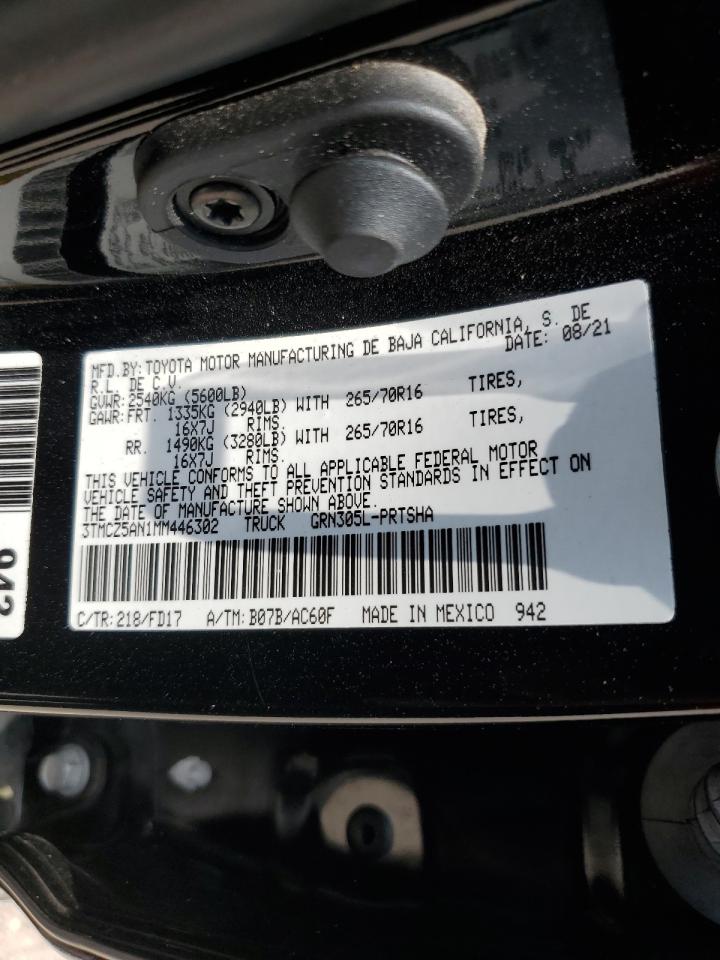 MFD.BY: TOYOTA MOTOR MANUFACTURING DE BAJA CALIFORNIA, S. DE
R.L. DE C.V. DATE: 08/21
GVWR: 2540KG (5600LB)
GAWR: FRT. 1335KG (2940LB) WITH 265/70R16 TIRES,
16X7J RIMS.
RR. 1490KG (3280LB) WITH 265/70R16 TIRES,
16X7J RIMS.
THIS VEHICLE CONFORMS TO ALL APPLICABLE FEDERAL MOTOR
VEHICLE SAFETY AND THEFT PREVENTION STANDARDS IN EFFECT ON
THE DATE OF MANUFACTURE SHOWN ABOVE.
3TMCZ5AN1MM446302 TRUCK GRN305L-PRTSHA
C/TR: 218/FD17 A/TM: B07B/AC60F MADE IN MEXICO 942
942